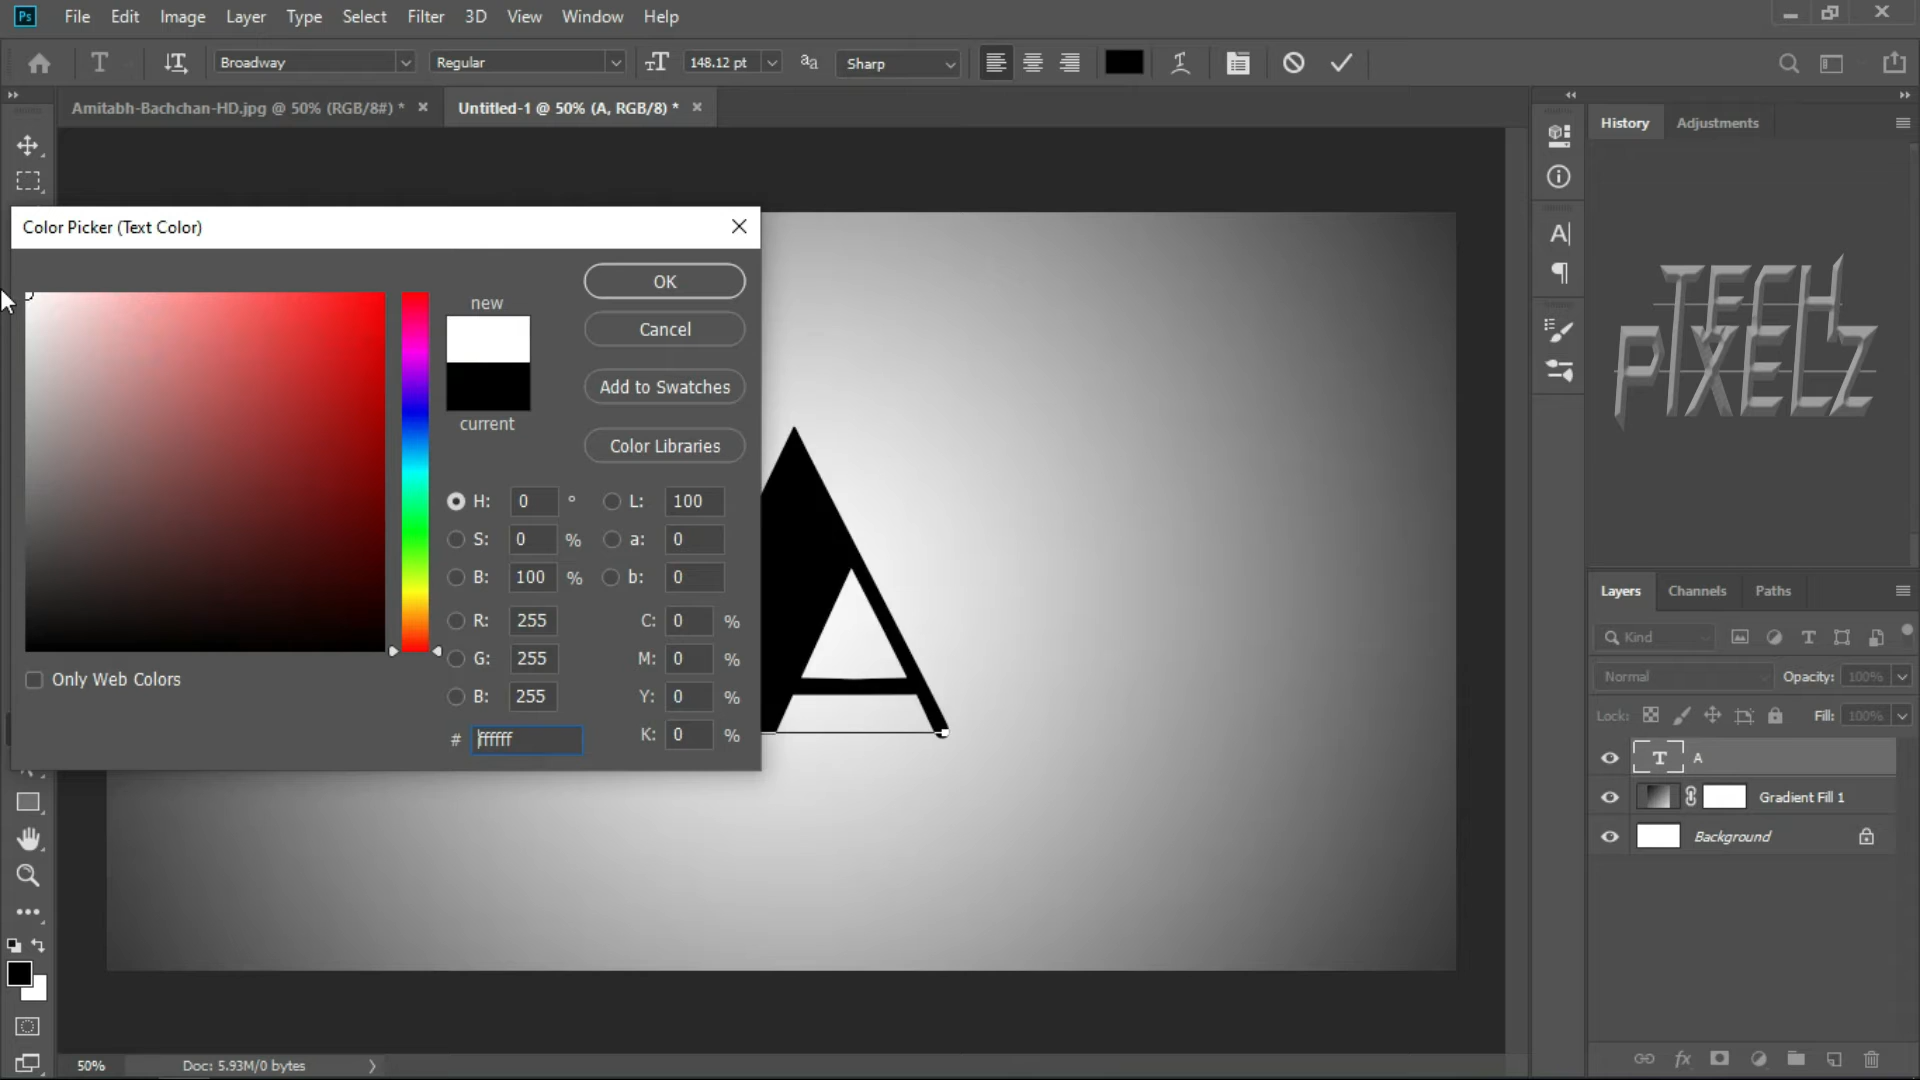 Ps File Edit Image Layer Type Select Filter 3D View Window Help
T T Broadway Regular TT 148.12 pt aa Sharp
Amitabh-Bachchan-HD.jpg @ 50% (RGB/8#) * Untitled-1 @ 50% (A, RGB/8) *
History Adjustments
TECH
PIXELZ
Color Picker (Text Color)
new
current
OK
Cancel
Add to Swatches
Color Libraries
H: 0 ° L: 100
S: 0 % a: 0
B: 100 % b: 0
R: 255 C: 0 %
G: 255 M: 0 %
B: 255 Y: 0 %
# ffffff K: 0 %
Only Web Colors
A
Layers Channels Paths
Kind
Normal Opacity: 100%
Lock: Fill: 100%
T A
Gradient Fill 1
Background
fx
50% Doc: 5.93M/0 bytes